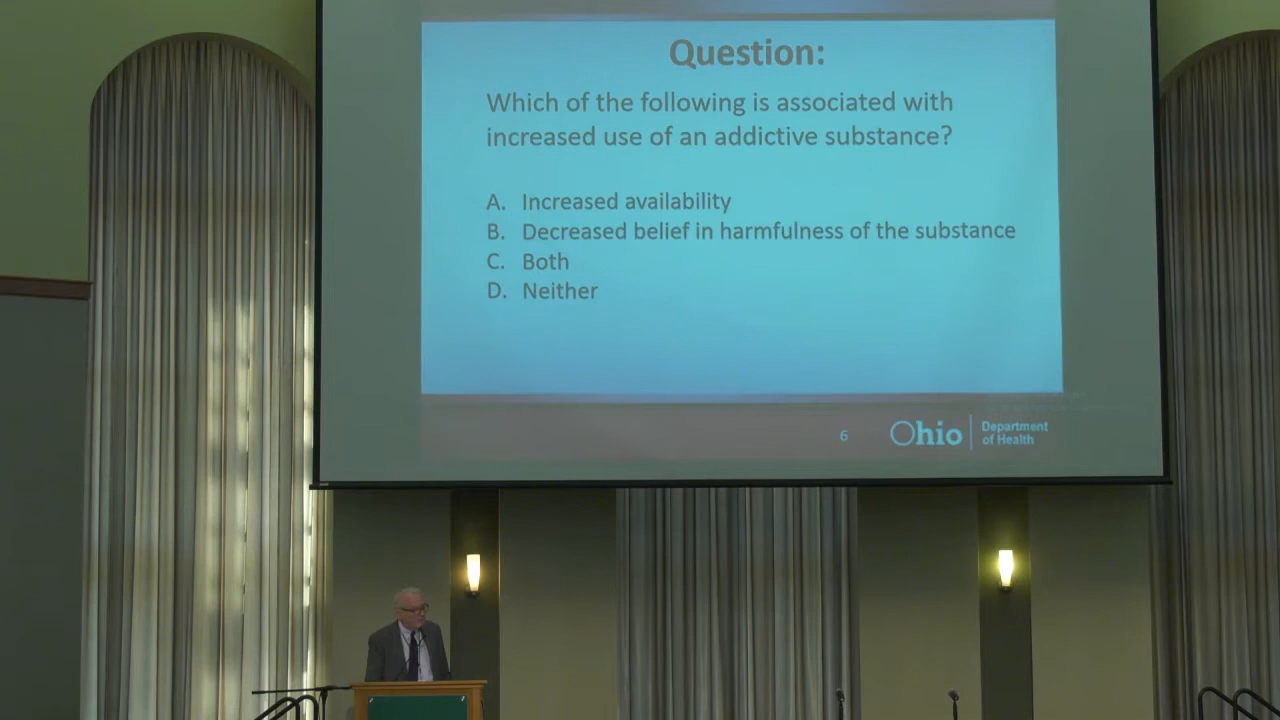 Question:
Which of the following is associated with
increased use of an addictive substance?
A. Increased availability
B. Decreased belief in harmfulness of the substance
C. Both
D. Neither
6
Ohio
Department
of Health